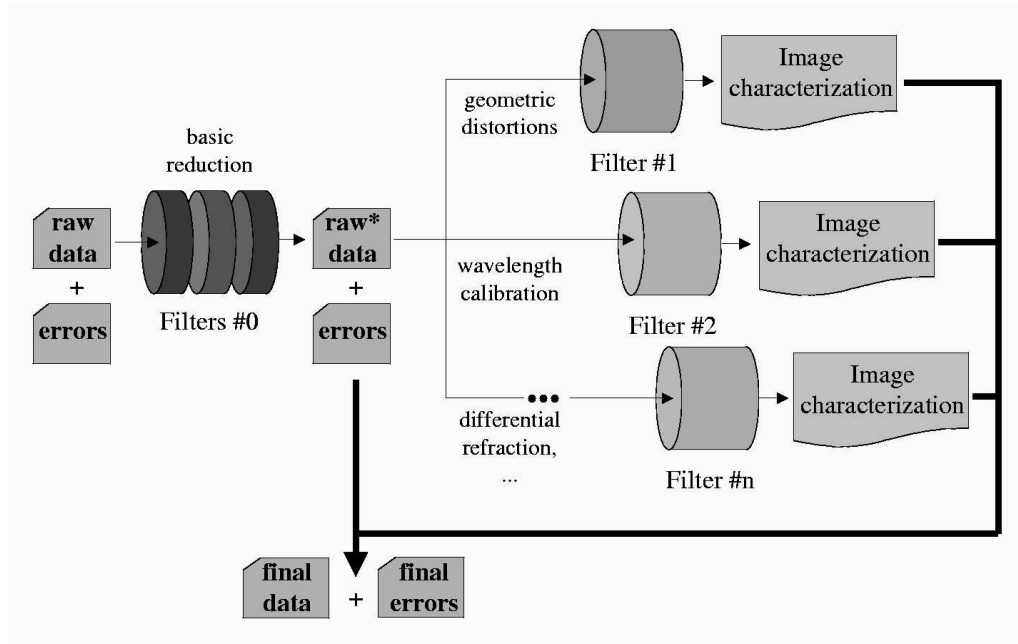 basic
reduction
raw
data
+
errors
Filters #0
raw*
data
+
errors
geometric
distortions
Filter #1
Image
characterization
wavelength
calibration
Filter #2
Image
characterization
•••
differential
refraction,
...
Filter #n
Image
characterization
final
data
+
final
errors